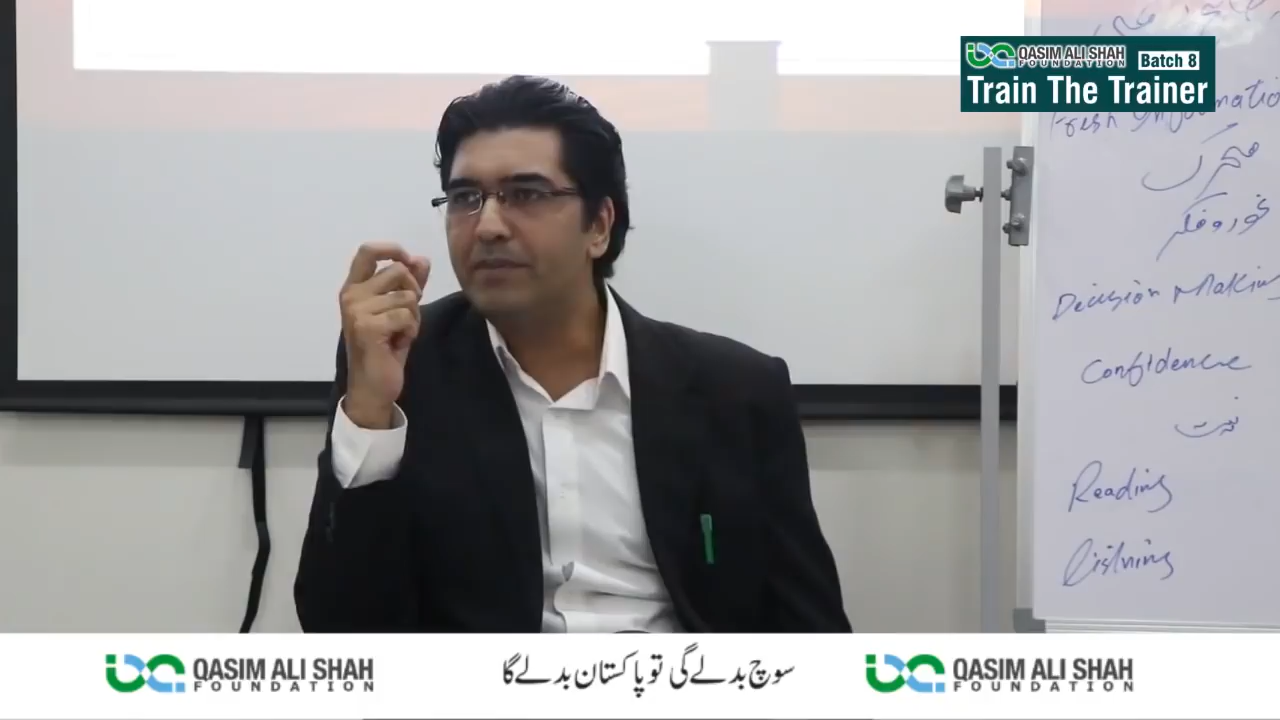 QASIM ALI SHAH
FOUNDATION
Batch 8
Train The Trainer
Fresh
غور و فکر
Decision Making
Confidence
Reading
Listning
QASIM ALI SHAH
FOUNDATION
سوچ بدلے گی تو پاکستان بدلے گا
QASIM ALI SHAH
FOUNDATION